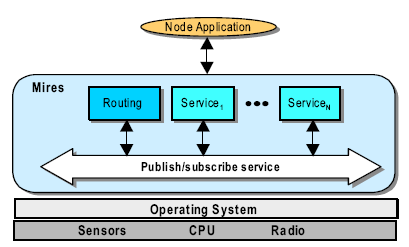 Node Application
Mires
Routing Service1 ●●● ServiceN
Publish/subscribe service
Operating System
Sensors CPU Radio